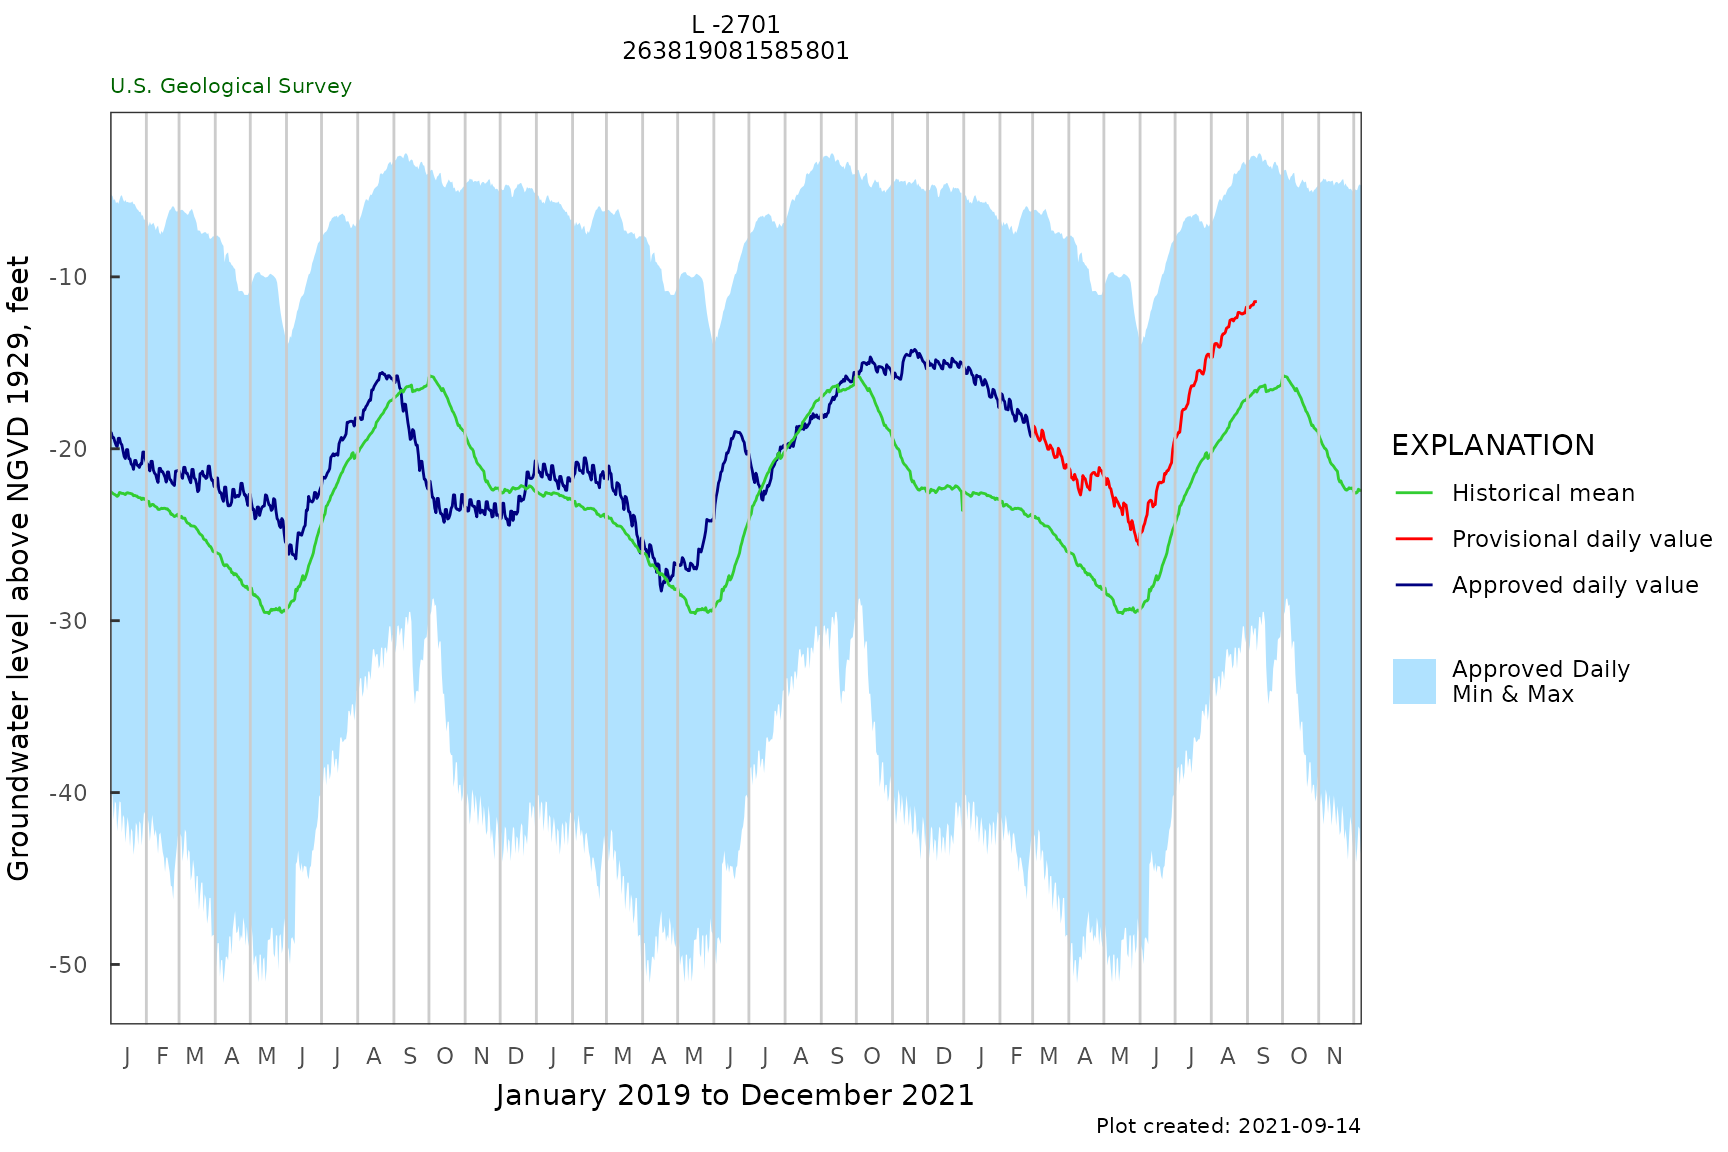 L -2701
263819081585801
U.S. Geological Survey
Groundwater level above NGVD 1929, feet
-10
-20
-30
-40
-50
J F M A M J J A S O N D J F M A M J J A S O N D J F M A M J J A S O N
January 2019 to December 2021
Plot created: 2021-09-14
EXPLANATION
Historical mean
Provisional daily value
Approved daily value
Approved Daily
Min & Max